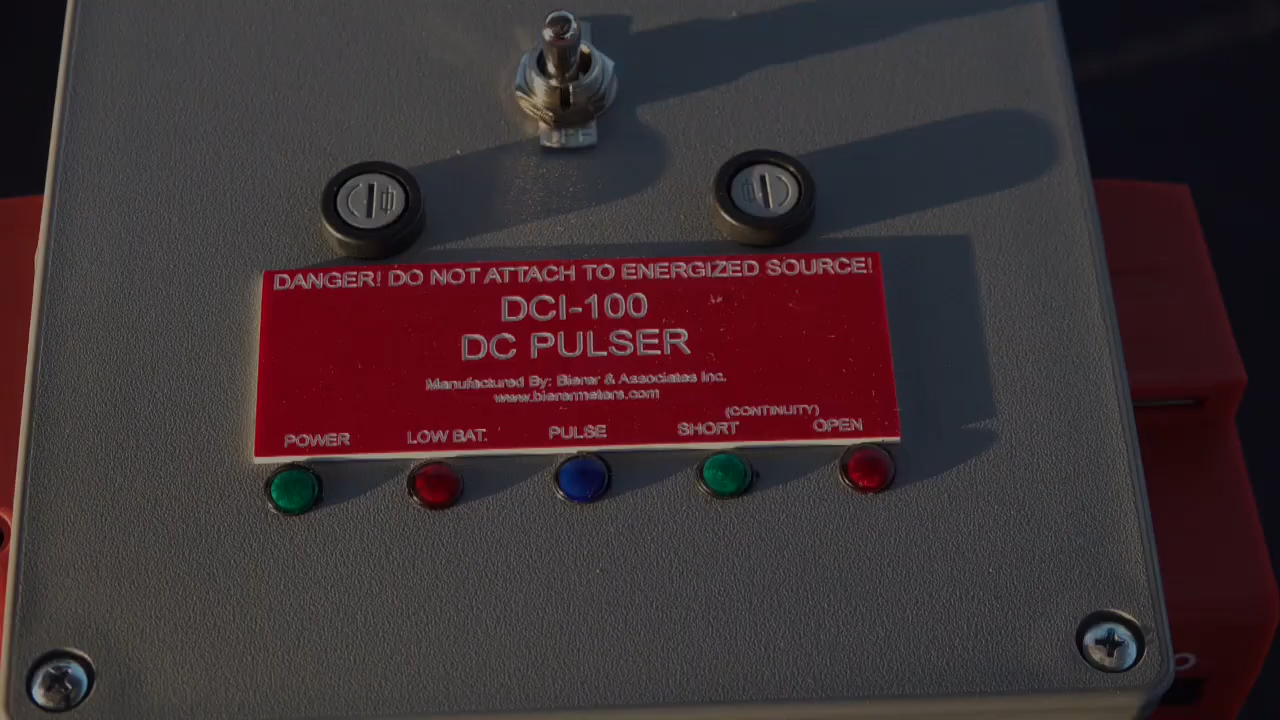 OFF
DANGER! DO NOT ATTACH TO ENERGIZED SOURCE!
DCI-100
DC PULSER
Manufactured By: Bierer & Associates Inc.
www.bierermeters.com
(CONTINUITY)
POWER LOW BAT. PULSE SHORT OPEN